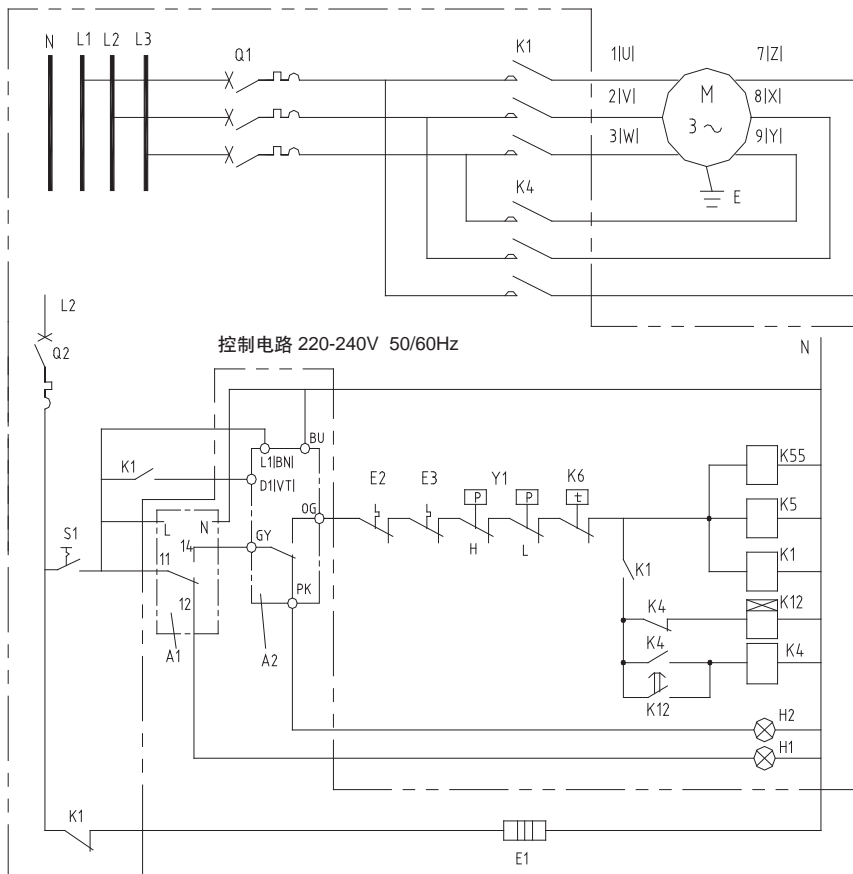 N L1 L2 L3
Q1
K1
1|U|
7|Z|
2|V|
M
8|X|
3|W|
3 ~
9|Y|
K4
E
L2
Q2
控制电路 220-240V 50/60Hz
N
BU
L1|BN|
K1
D1|VT|
E2 E3 Y1 K6
K55
P P t
OG
K5
S1
L N
14
GY
H L
11
K1
K1
12
PK
K4
K12
A1 A2
K4
K4
K12
H2
H1
K1
E1